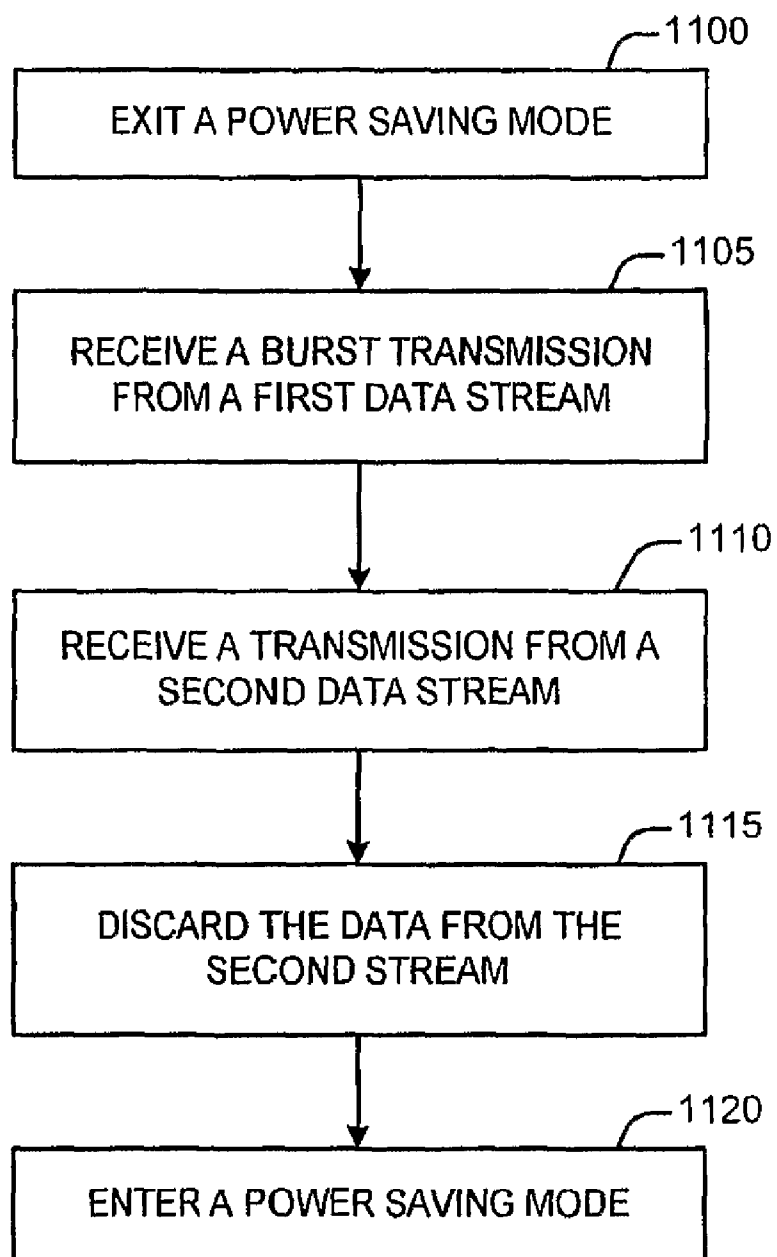 1100
EXIT A POWER SAVING MODE
1105
RECEIVE A BURST TRANSMISSION
FROM A FIRST DATA STREAM
1110
RECEIVE A TRANSMISSION FROM A
SECOND DATA STREAM
1115
DISCARD THE DATA FROM THE
SECOND STREAM
1120
ENTER A POWER SAVING MODE